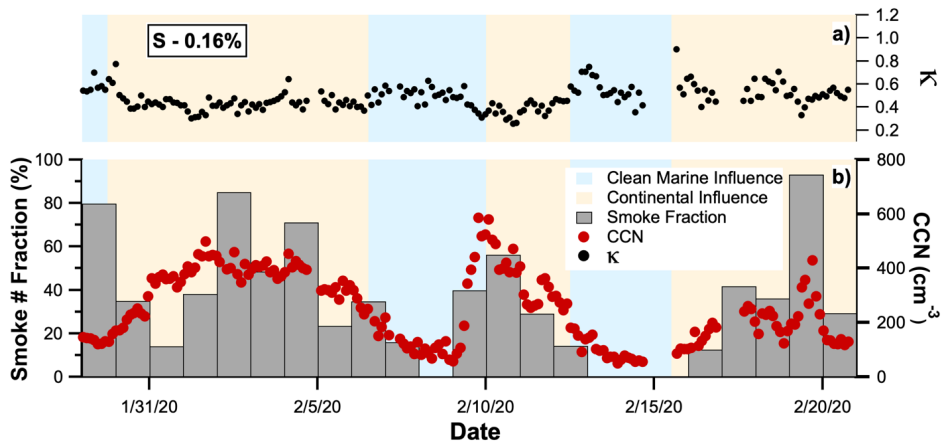 S - 0.16%
a)
1.2
1.0
0.8
0.6
0.4
0.2
κ
b)
100
80
60
40
20
0
Smoke # Fraction (%)
Clean Marine Influence
Continental Influence
Smoke Fraction
CCN
κ
800
600
400
200
0
CCN (cm-3)
1/31/20
2/5/20
2/10/20
2/15/20
2/20/20
Date